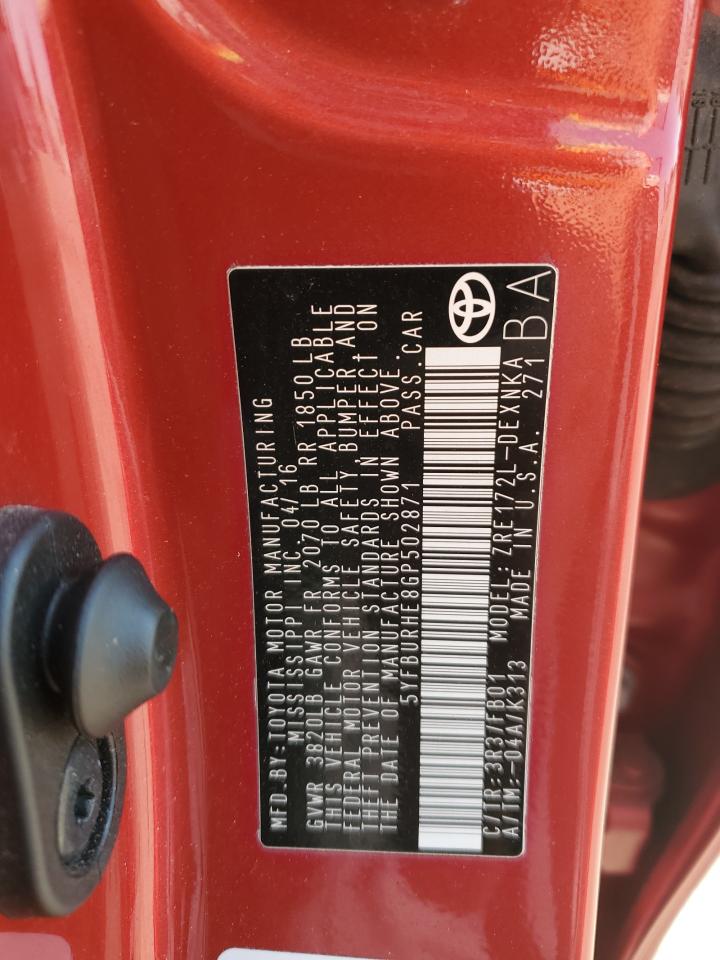 MFD.BY:TOYOTA MOTOR MANUFACTURING
MISSISSIPPI INC. 04/16
GVWR 3820LB GAWR FR 2070 LB RR 1850 LB
THIS VEHICLE CONFORMS TO ALL APPLICABLE
FEDERAL MOTOR VEHICLE SAFETY, BUMPER, AND
THEFT PREVENTION STANDARDS IN EFFECT ON
THE DATE OF MANUFACTURE SHOWN ABOVE.
5YFBURHE8GP502871 PASS.CAR
C/TR:3R3/FB01 MODEL:ZRE172L-DEXNKA
A/TM:-04A/K313 MADE IN U.S.A. 271
BA